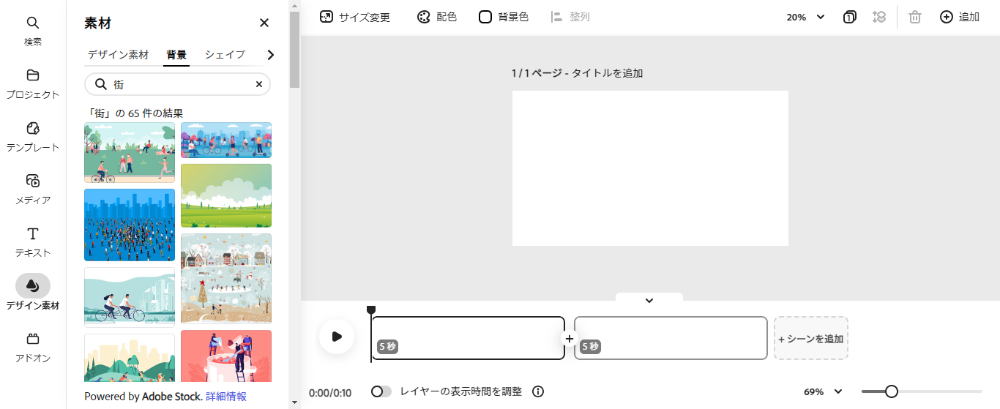 検索
プロジェクト
テンプレート
メディア
テキスト
デザイン素材
アドオン
素材
デザイン素材 背景 シェイプ
街
「街」の 65 件の結果
Powered by Adobe Stock. 詳細情報
サイズ変更 配色 背景色 整列 20% 追加
1 / 1 ページ - タイトルを追加
5 秒 5 秒 + シーンを追加
0:00/0:10 レイヤーの表示時間を調整 69%